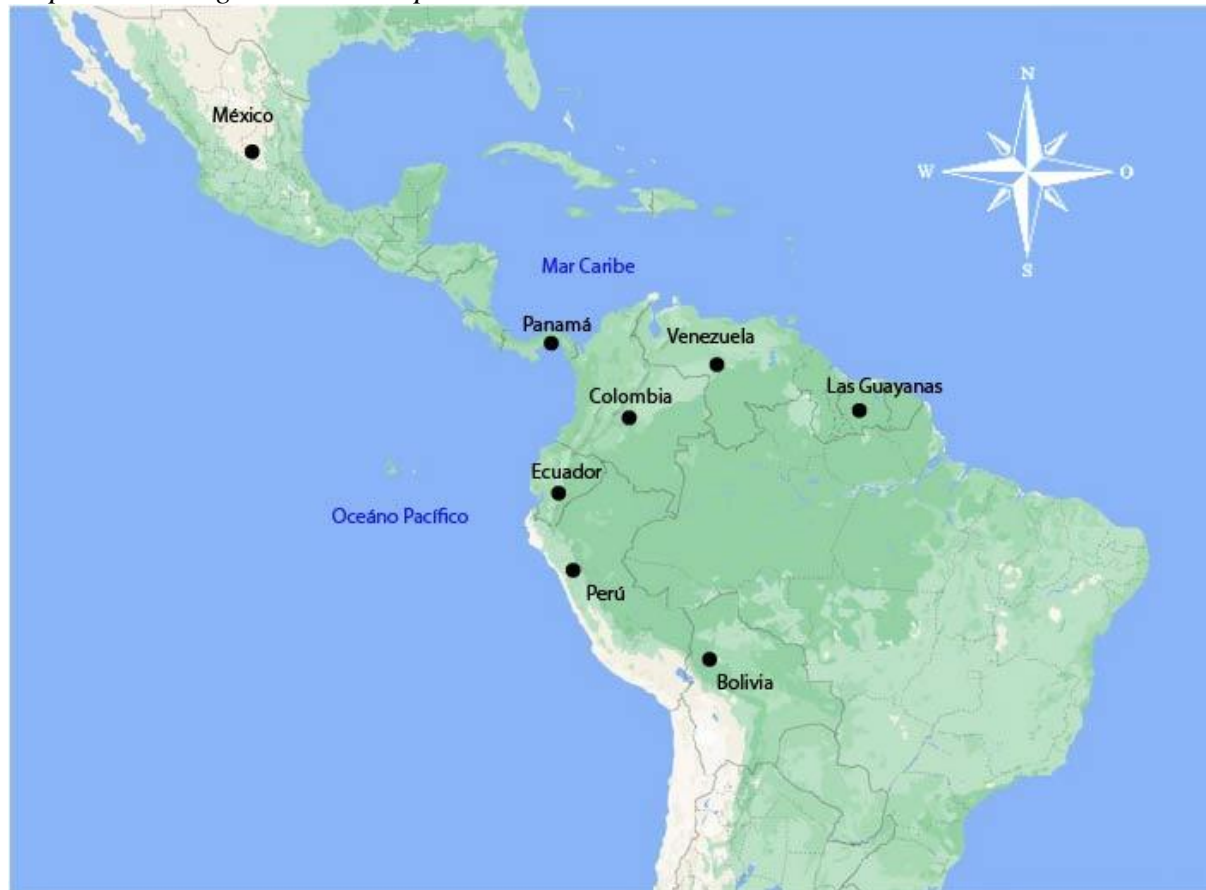 N
México
W
O
S
Mar Caribe
Panamá
Venezuela
Las Guayanas
Colombia
Ecuador
Oceáno Pacífico
Perú
Bolivia